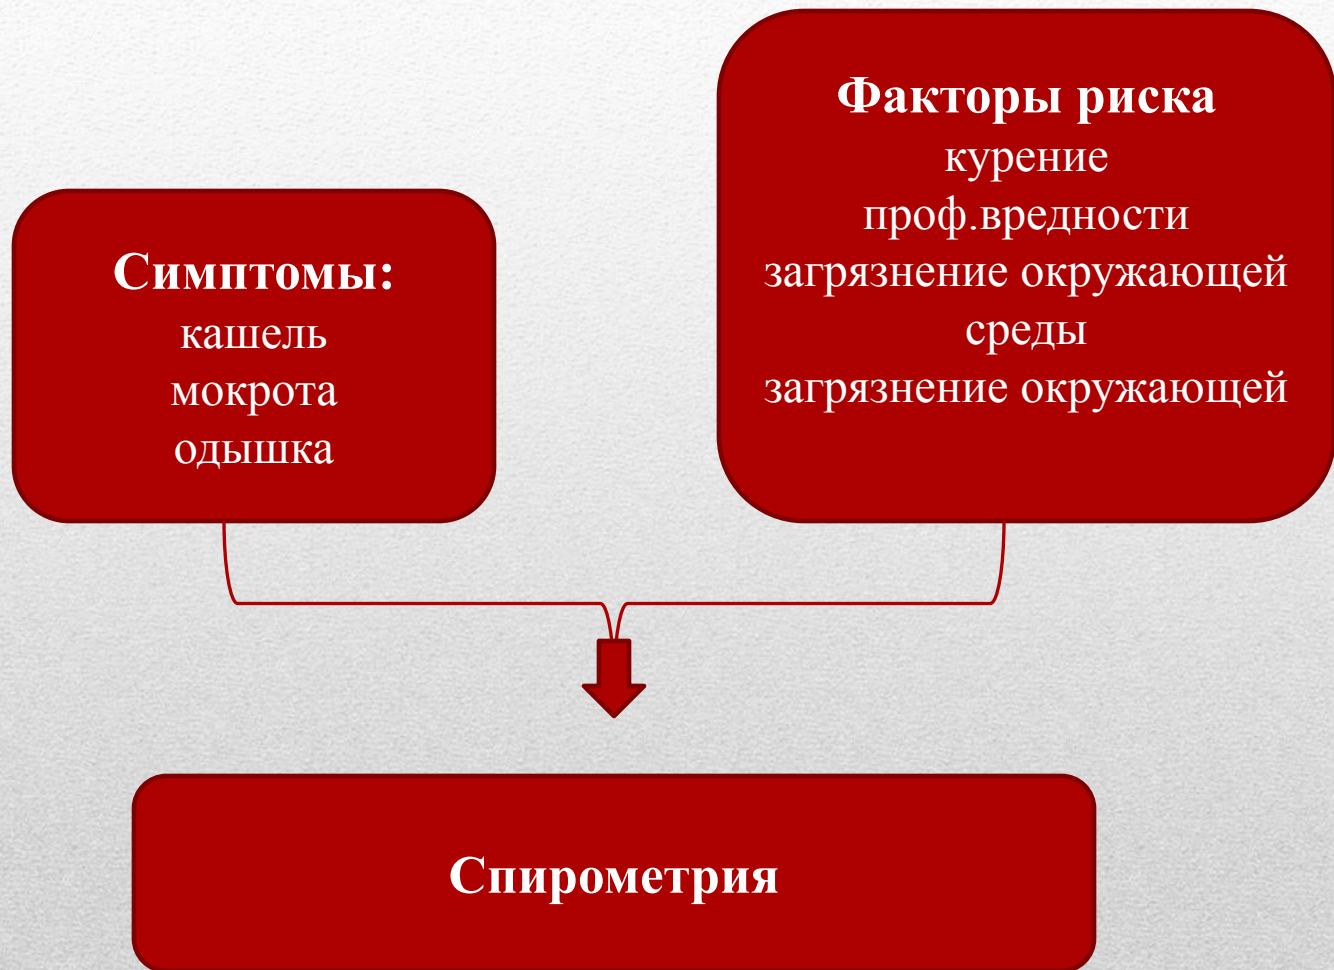 Факторы риска
курение
проф.вредности
загрязнение окружающей
среды
загрязнение окружающей
Симптомы:
кашель
мокрота
одышка
Спирометрия